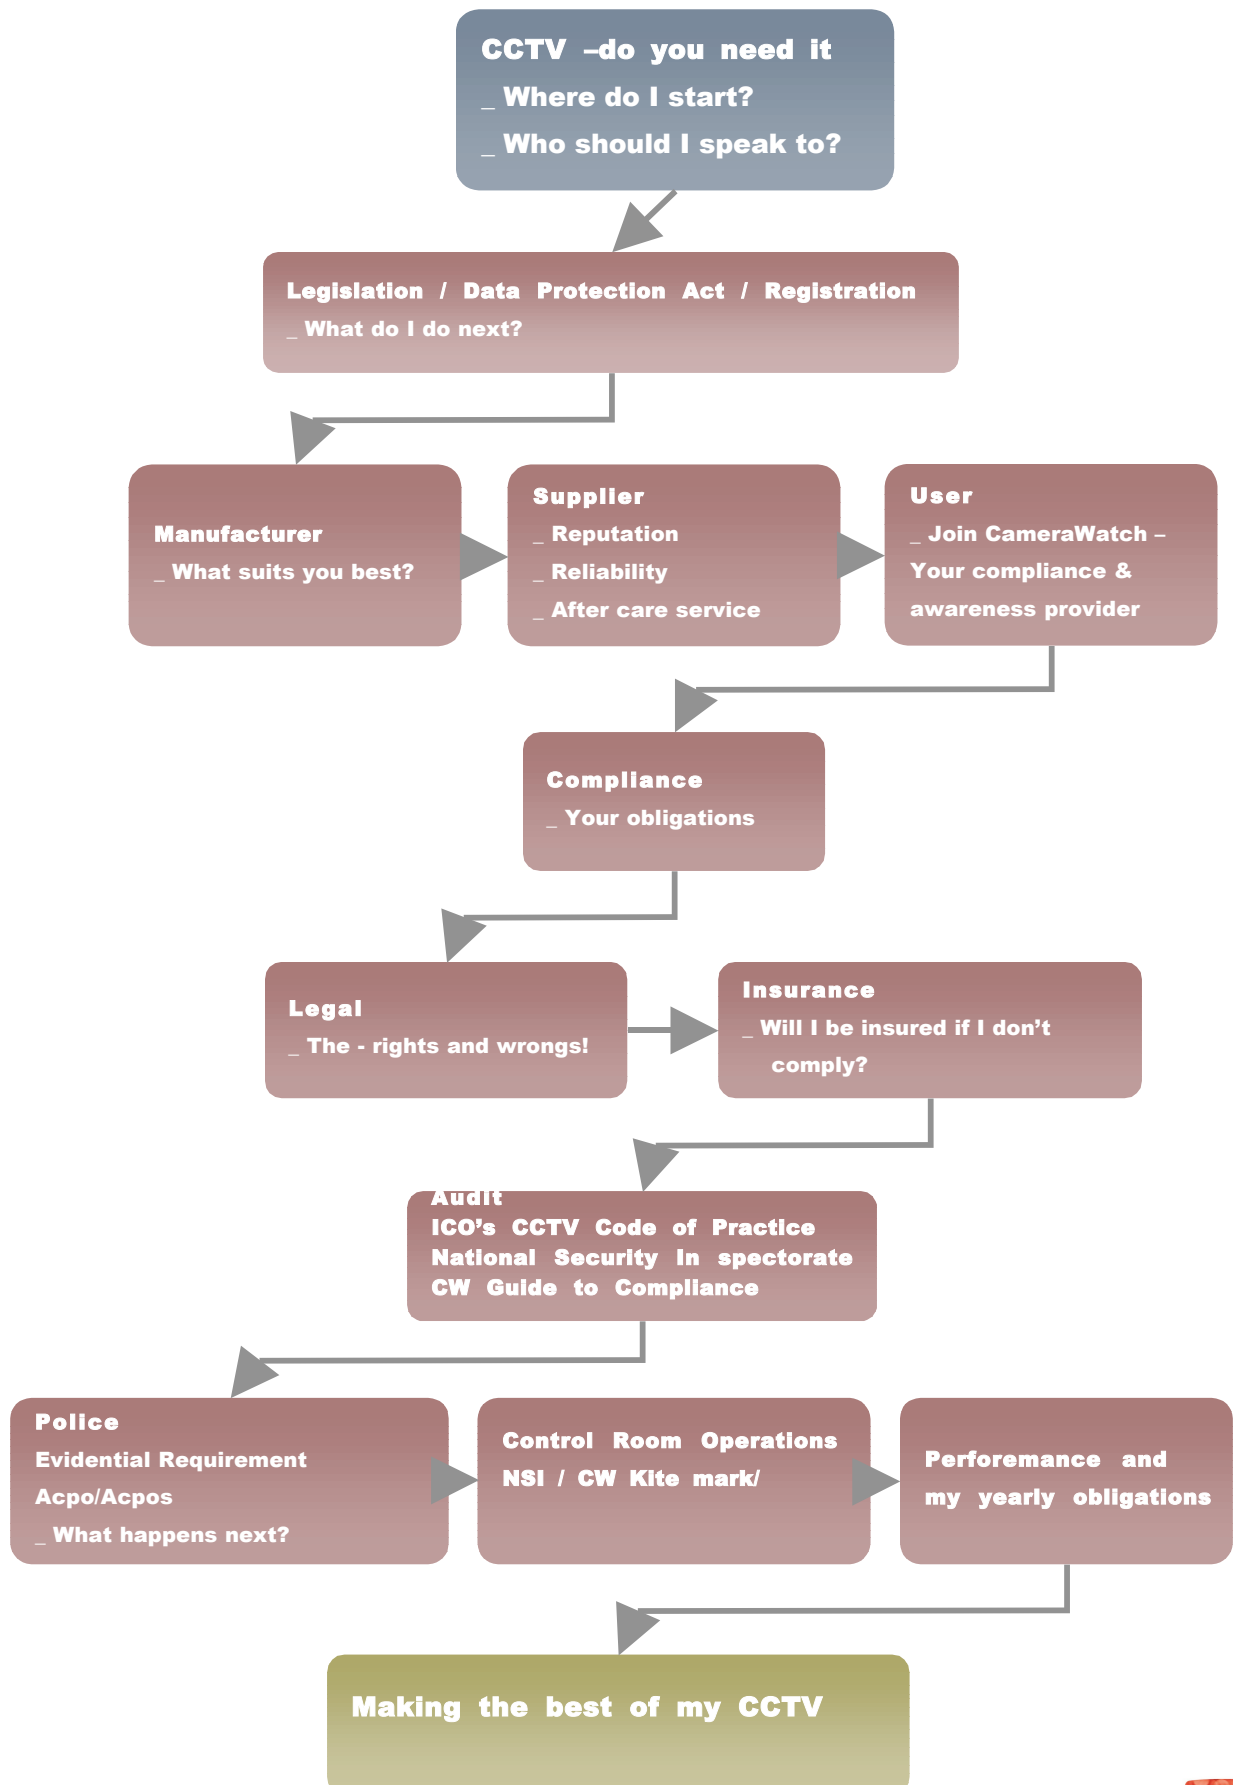 CCTV –do you need it
_ Where do I start?
_ Who should I speak to?
Legislation / Data Protection Act / Registration
_ What do I do next?
Manufacturer
_ What suits you best?
Supplier
_ Reputation
_ Reliability
_ After care service
User
_ Join CameraWatch –
Your compliance &
awareness provider
Compliance
_ Your obligations
Legal
_ The - rights and wrongs!
Insurance
_ Will I be insured if I don’t
comply?
Audit
ICO’s CCTV Code of Practice
National Security In spectorate
CW Guide to Compliance
Police
Evidential Requirement
Acpo/Acpos
_ What happens next?
Control Room Operations
NSI / CW Kite mark/
Perforemance and
my yearly obligations
Making the best of my CCTV